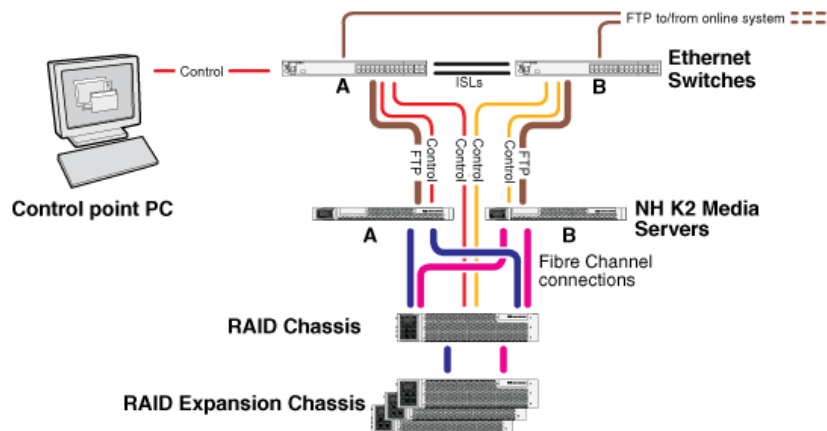 FTP to/from online system
Control
ISLs
A
B
Ethernet
Switches
FTP
Control
Control
Control
Control
FTP
Control point PC
A
B
NH K2 Media
Servers
Fibre Channel
connections
RAID Chassis
RAID Expansion Chassis